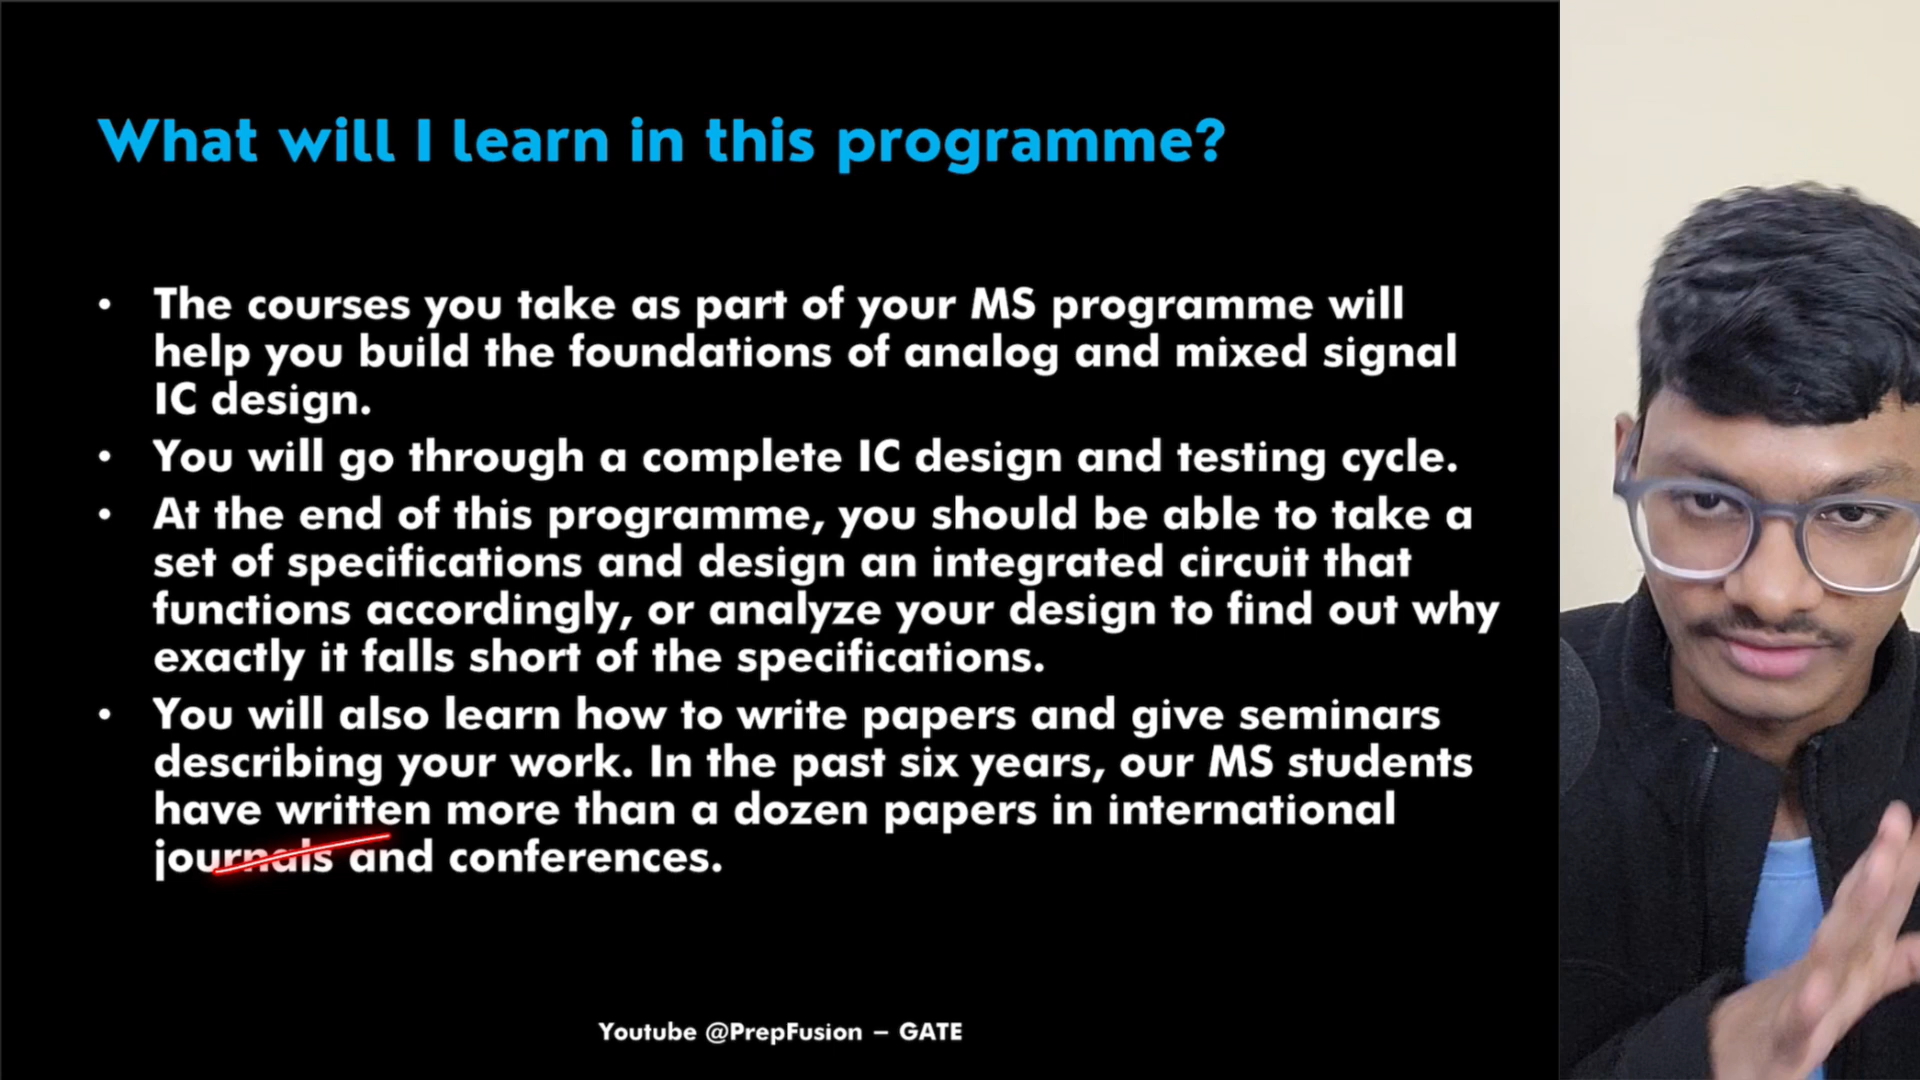 What will I learn in this programme?
• The courses you take as part of your MS programme will
help you build the foundations of analog and mixed signal
IC design.
• You will go through a complete IC design and testing cycle.
• At the end of this programme, you should be able to take a
set of specifications and design an integrated circuit that
functions accordingly, or analyze your design to find out why
exactly it falls short of the specifications.
• You will also learn how to write papers and give seminars
describing your work. In the past six years, our MS students
have written more than a dozen papers in international
journals and conferences.
Youtube @PrepFusion – GATE